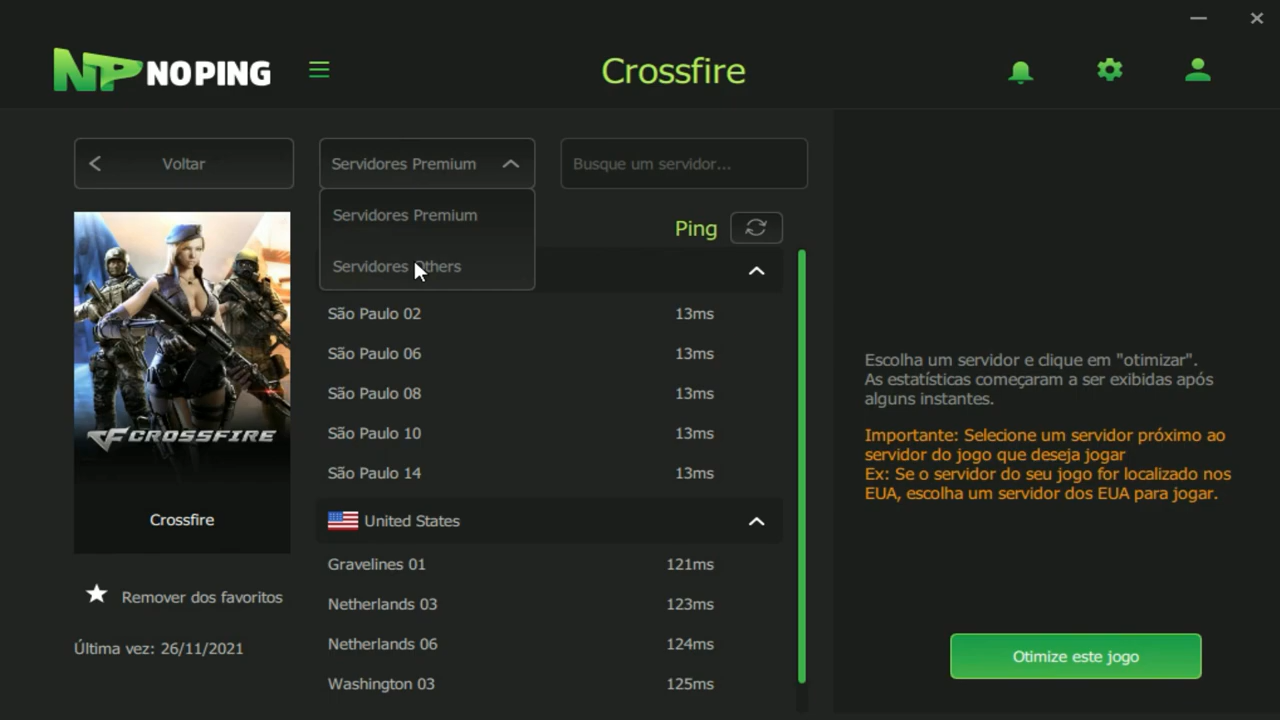 NP NOPING
Crossfire
Voltar
Servidores Premium
Busque um servidor...
Servidores Premium
Servidores Others
Ping
São Paulo 02 13ms
São Paulo 06 13ms
São Paulo 08 13ms
São Paulo 10 13ms
São Paulo 14 13ms
United States
Gravelines 01 121ms
Netherlands 03 123ms
Netherlands 06 124ms
Washington 03 125ms
CF CROSSFIRE
Crossfire
Remover dos favoritos
Última vez: 26/11/2021
Escolha um servidor e clique em "otimizar".
As estatísticas começaram a ser exibidas após
alguns instantes.
Importante: Selecione um servidor próximo ao
servidor do jogo que deseja jogar
Ex: Se o servidor do seu jogo for localizado nos
EUA, escolha um servidor dos EUA para jogar.
Otimize este jogo